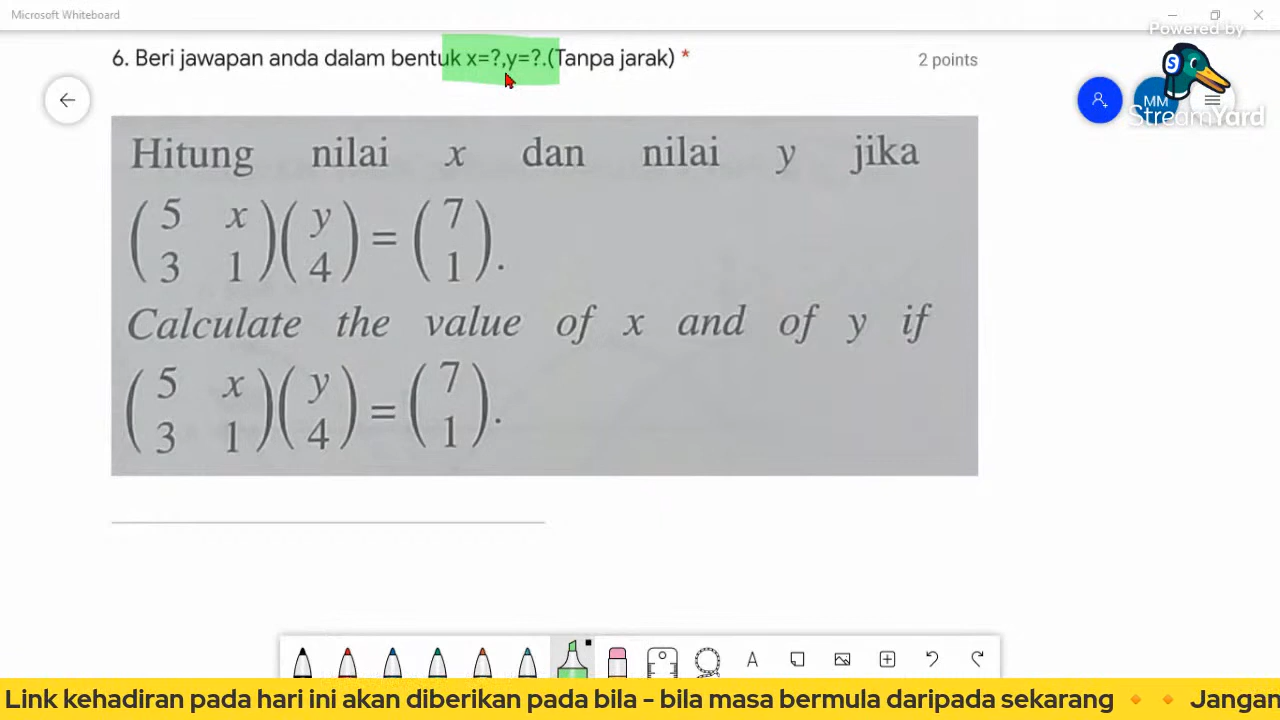 Microsoft Whiteboard
Powered by
StreamYard
6. Beri jawapan anda dalam bentuk x=?,y=?.(Tanpa jarak) *
2 points
MM
Hitung nilai x dan nilai y jika
(5 x) (y) = (7)
(3 1) (4) (1).
Calculate the value of x and of y if
(5 x) (y) = (7)
(3 1) (4) (1).
A
Link kehadiran pada hari ini akan diberikan pada bila - bila masa bermula daripada sekarang 🔸 🔸 Jangan